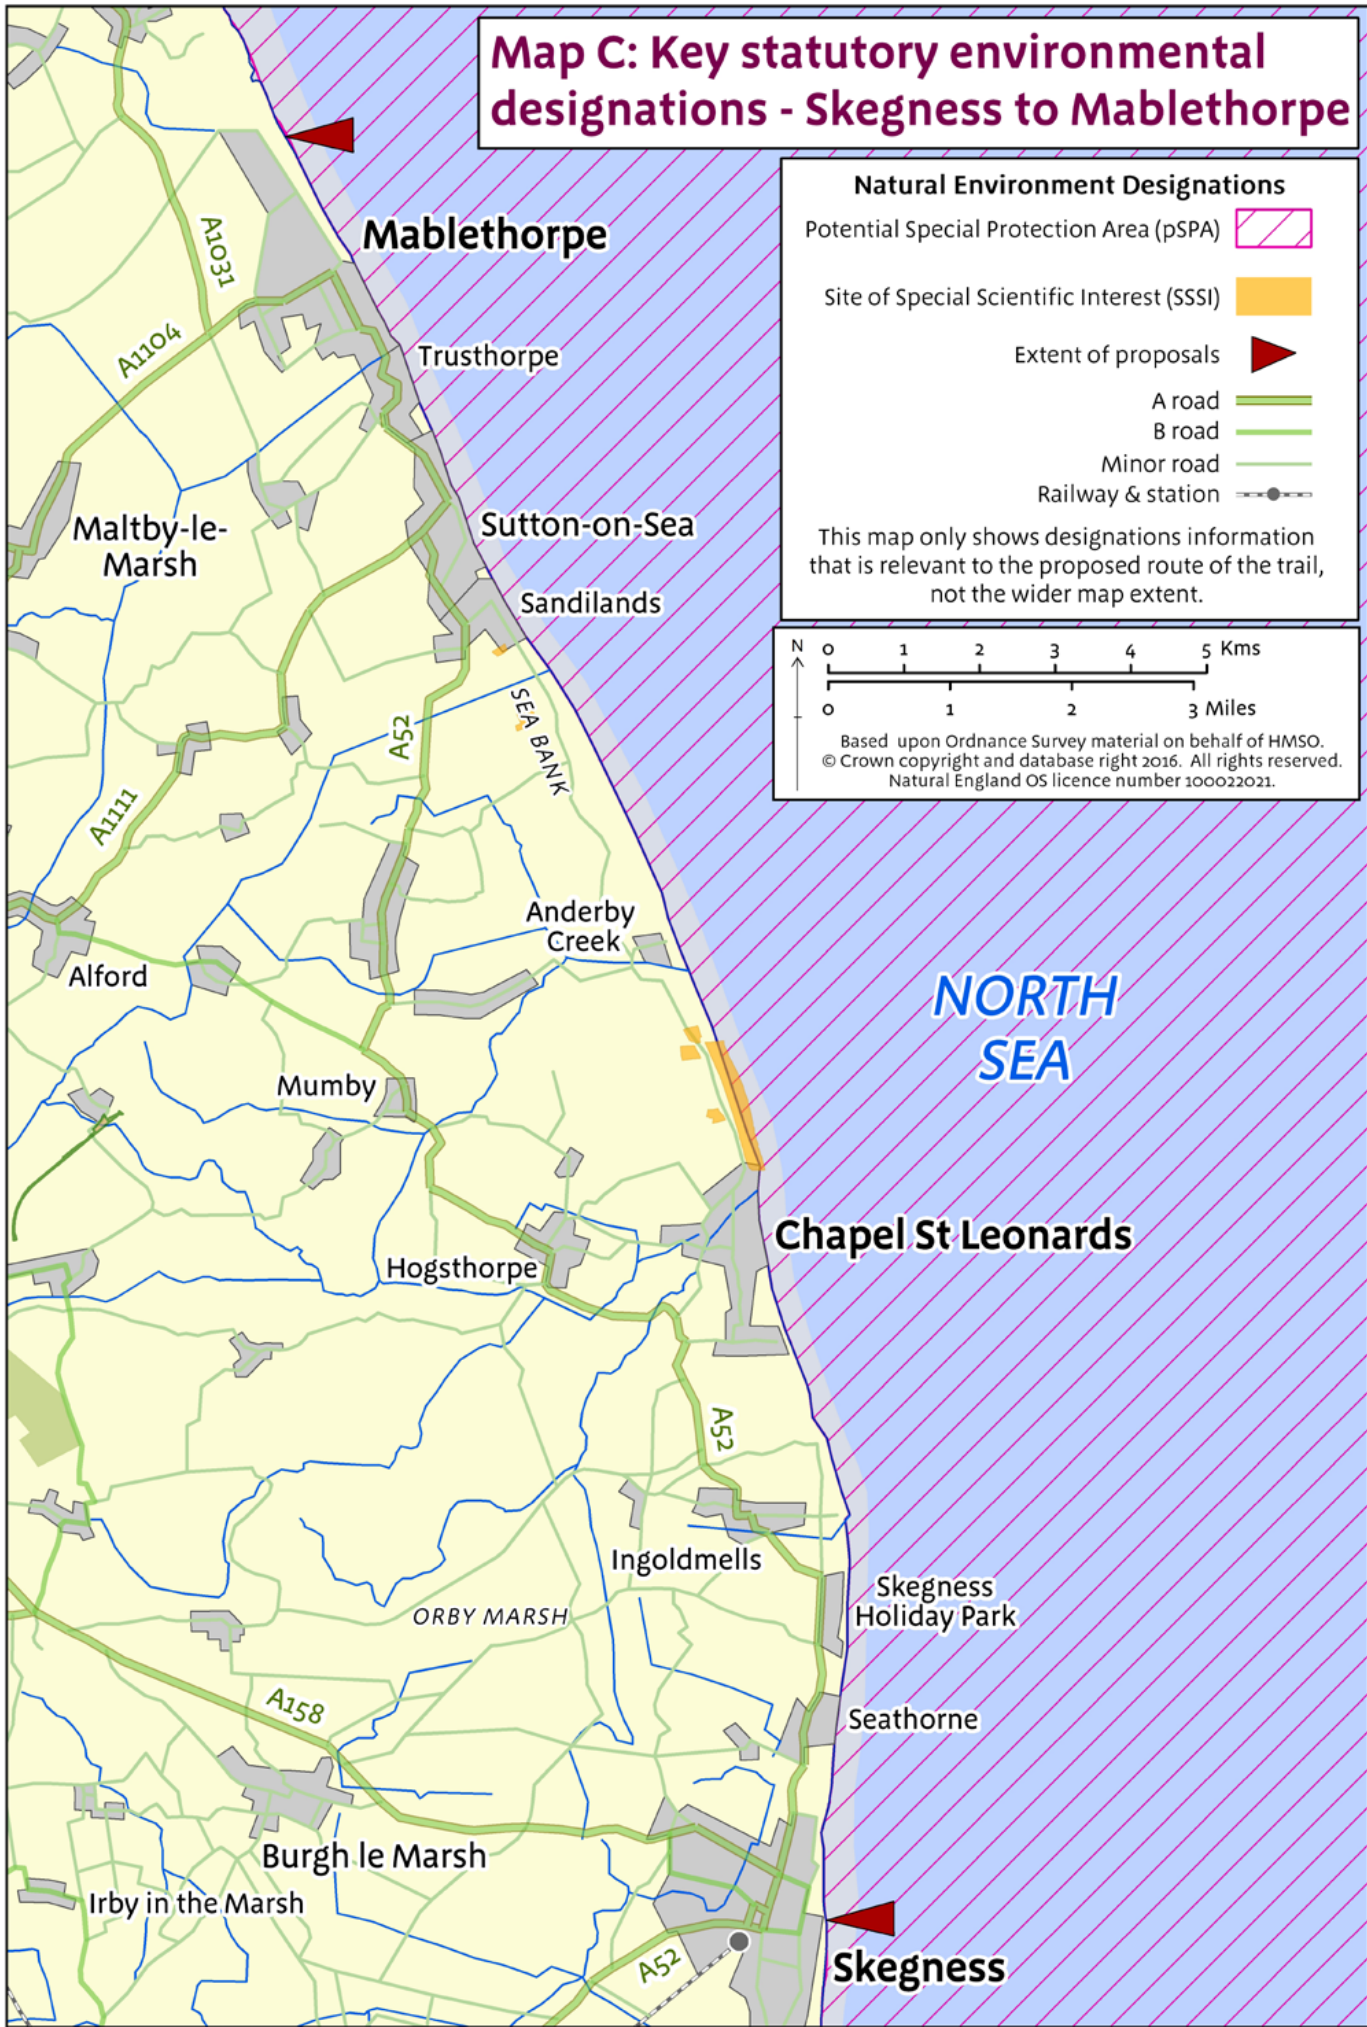 Map C: Key statutory environmental
designations - Skegness to Mablethorpe
Natural Environment Designations
Potential Special Protection Area (pSPA)
Site of Special Scientific Interest (SSSI)
Extent of proposals
A road
B road
Minor road
Railway & station
This map only shows designations information
that is relevant to the proposed route of the trail,
not the wider map extent.
N
0 1 2 3 4 5 Kms
0 1 2 3 Miles
Based upon Ordnance Survey material on behalf of HMSO.
© Crown copyright and database right 2016. All rights reserved.
Natural England OS licence number 100022021.
A1031
Mablethorpe
A1104
Trusthorpe
Maltby-le-
Marsh
Sutton-on-Sea
Sandilands
SEA BANK
A52
A1111
Anderby
Creek
Alford
NORTH
SEA
Mumby
Chapel St Leonards
Hogsthorpe
A52
Ingoldmells
Skegness
Holiday Park
ORBY MARSH
A158
Seathorne
Burgh le Marsh
Irby in the Marsh
A52
Skegness